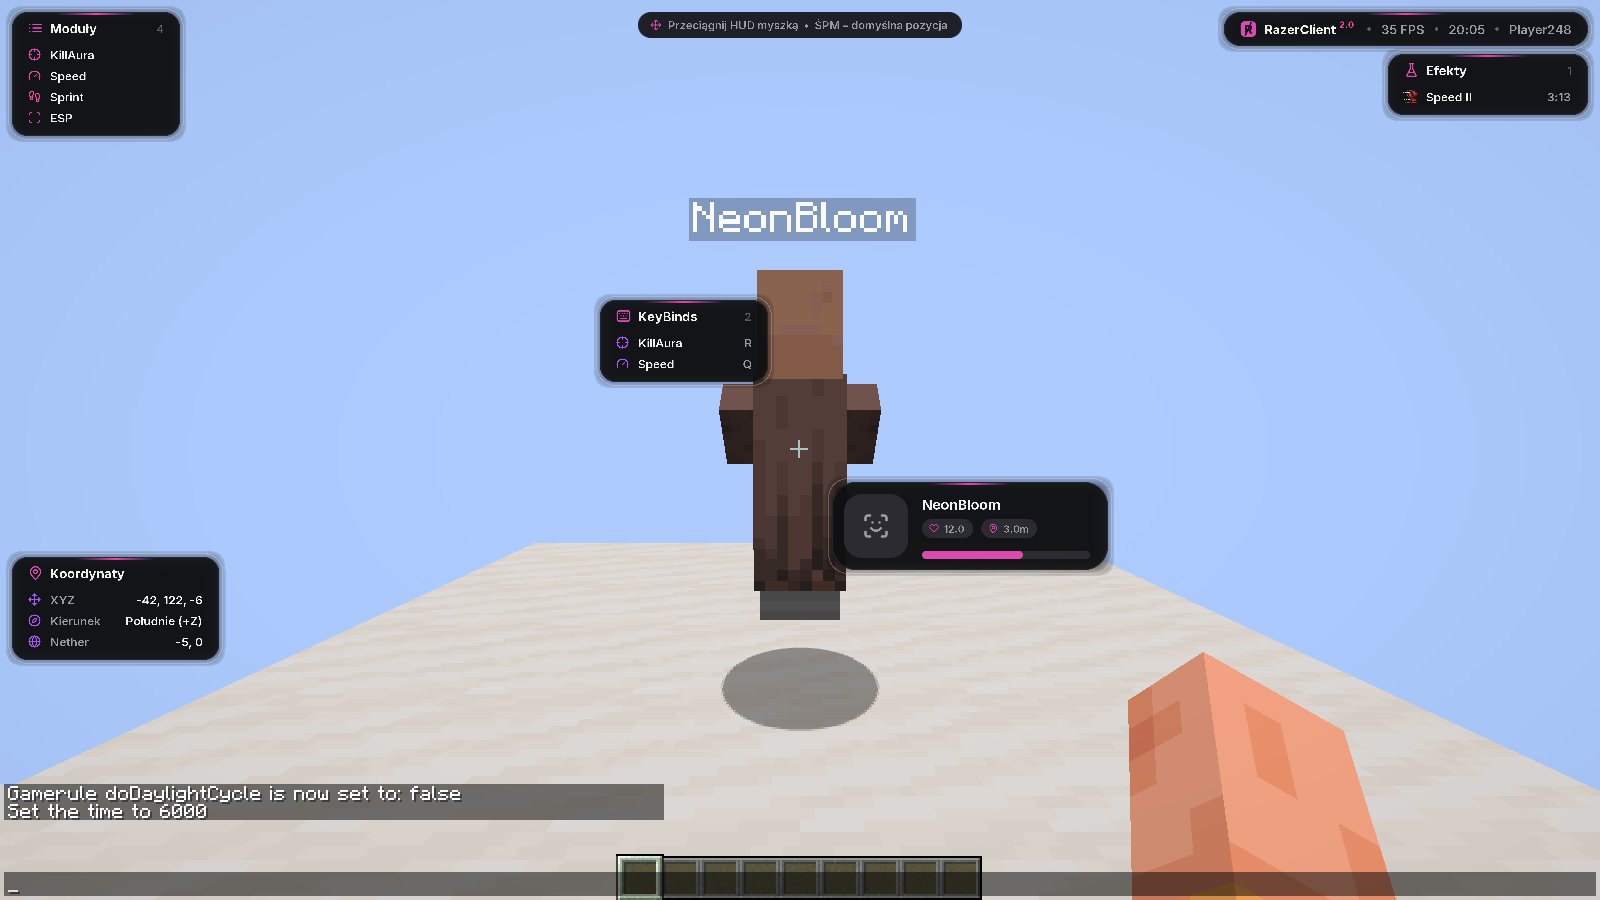 Moduły 4
KillAura
Speed
Sprint
ESP
Przeciągnij HUD myszką • ŚPM – domyślna pozycja
RazerClient 2.0 • 35 FPS • 20:05 • Player248
Efekty 1
Speed II 3:13
NeonBloom
KeyBinds 2
KillAura R
Speed Q
NeonBloom
12.0 3.0m
Koordynaty
XYZ -42, 122, -6
Kierunek Południe (+Z)
Nether -5, 0
Gamerule doDaylightCycle is now set to: false
Set the time to 6000
_